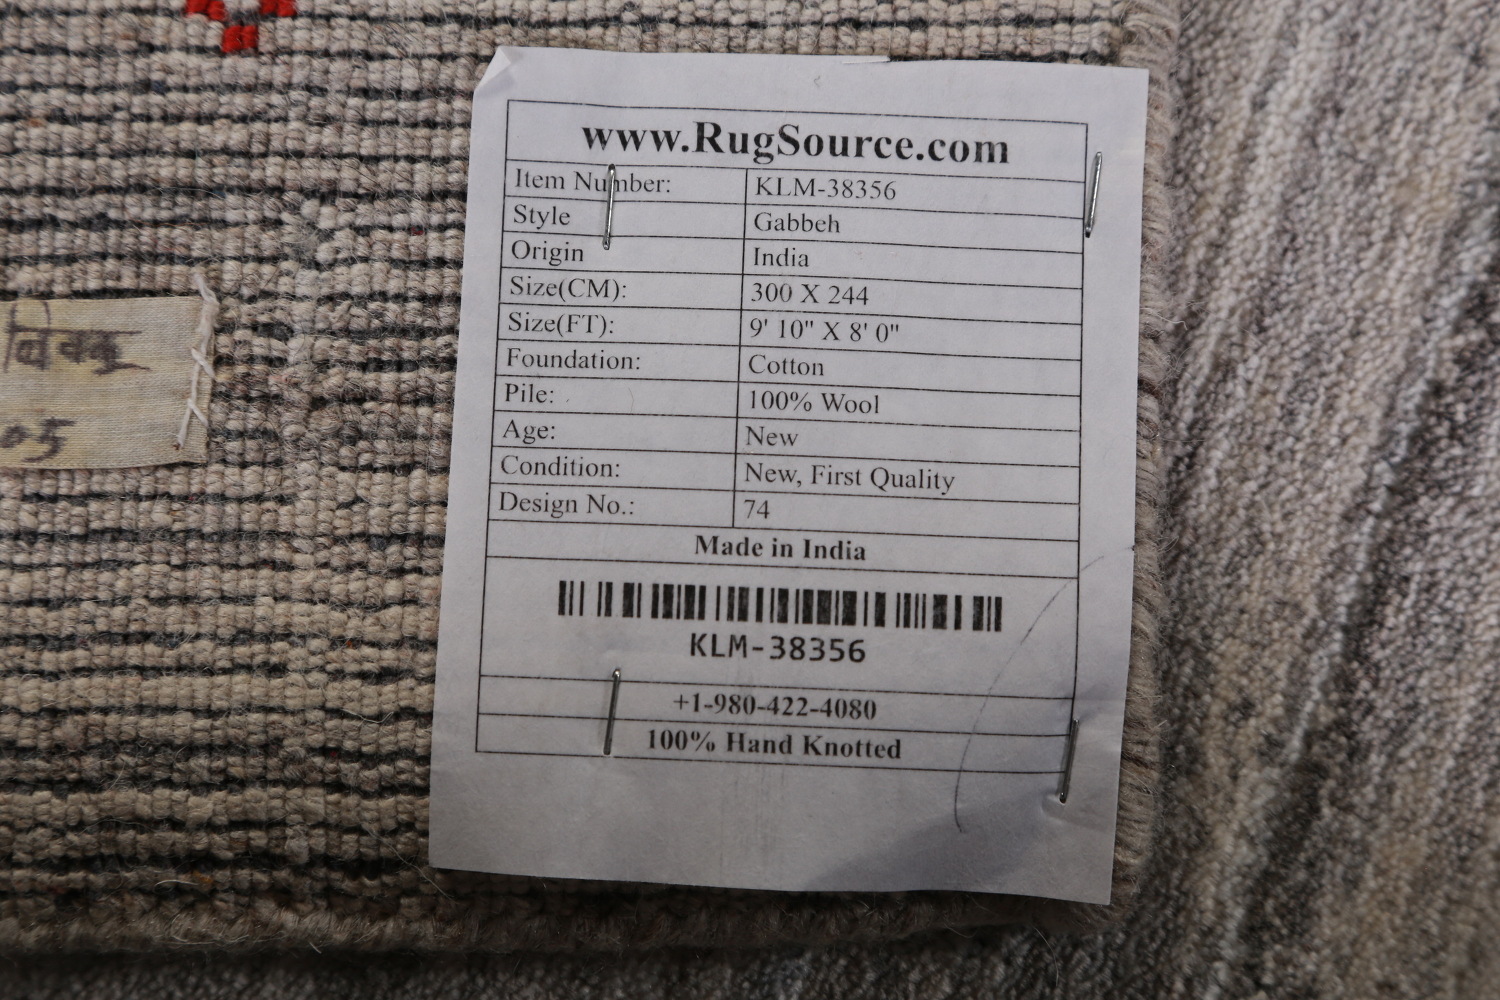 www.RugSource.com
Item Number: KLM-38356
Style Gabbeh
Origin India
Size(CM): 300 X 244
Size(FT): 9' 10" X 8' 0"
Foundation: Cotton
Pile: 100% Wool
Age: New
Condition: New, First Quality
Design No.: 74
Made in India
KLM-38356
+1-980-422-4080
100% Hand Knotted
05